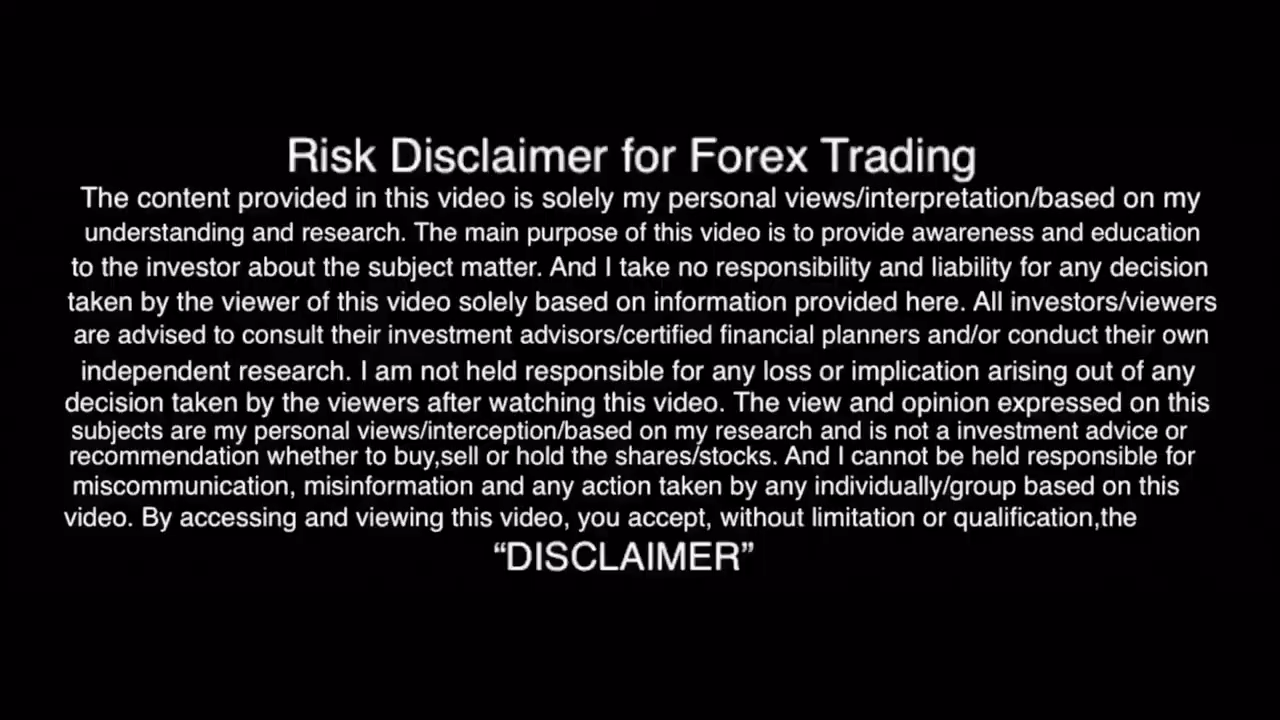 Risk Disclaimer for Forex Trading
The content provided in this video is solely my personal views/interpretation/based on my
understanding and research. The main purpose of this video is to provide awareness and education
to the investor about the subject matter. And I take no responsibility and liability for any decision
taken by the viewer of this video solely based on information provided here. All investors/viewers
are advised to consult their investment advisors/certified financial planners and/or conduct their own
independent research. I am not held responsible for any loss or implication arising out of any
decision taken by the viewers after watching this video. The view and opinion expressed on this
subjects are my personal views/interception/based on my research and is not a investment advice or
recommendation whether to buy,sell or hold the shares/stocks. And I cannot be held responsible for
miscommunication, misinformation and any action taken by any individually/group based on this
video. By accessing and viewing this video, you accept, without limitation or qualification,the
“DISCLAIMER”